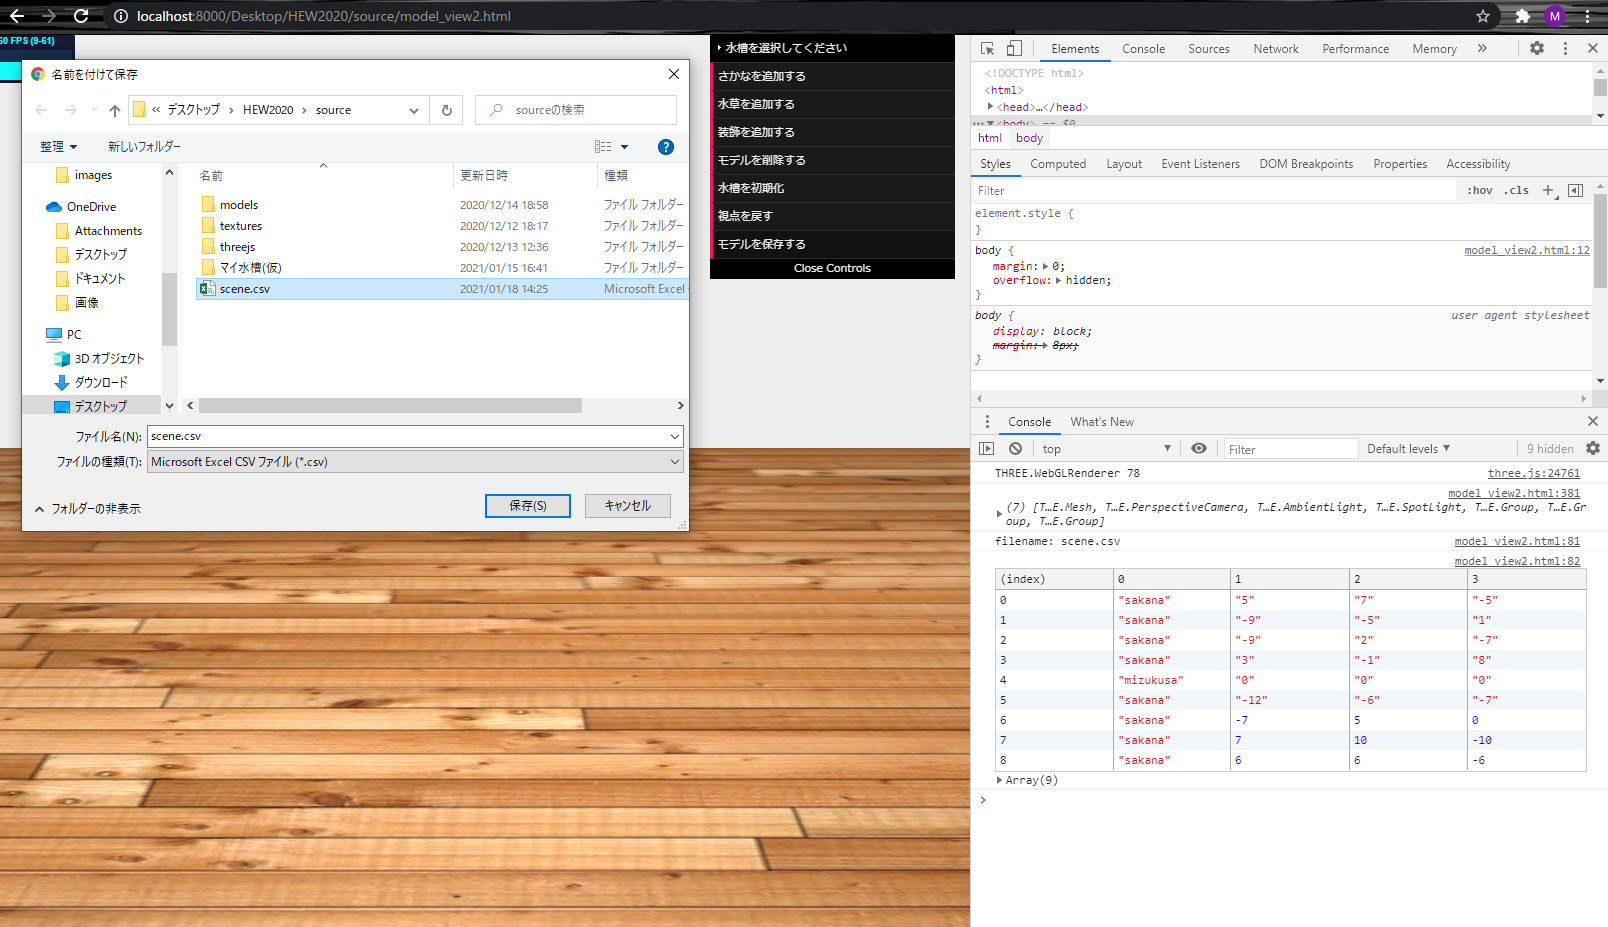 localhost:8000/Desktop/HEW2020/source/model_view2.html
M
60 FPS (9-61)
名前を付けて保存
« デスクトップ › HEW2020 › source
sourceの検索
整理 新しいフォルダー
名前 更新日時 種類
images
OneDrive
Attachments
デスクトップ
ドキュメント
画像
PC
3D オブジェクト
ダウンロード
デスクトップ
models 2020/12/14 18:58 ファイル フォルダー
textures 2020/12/12 18:17 ファイル フォルダー
threejs 2020/12/13 12:36 ファイル フォルダー
マイ水槽(仮) 2021/01/15 16:41 ファイル フォルダー
scene.csv 2021/01/18 14:25 Microsoft Excel
ファイル名(N): scene.csv
ファイルの種類(T): Microsoft Excel CSV ファイル (*.csv)
フォルダーの非表示
保存(S) キャンセル
水槽を選択してください
さかなを追加する
水草を追加する
装飾を追加する
モデルを削除する
水槽を初期化
視点を戻す
モデルを保存する
Close Controls
Elements Console Sources Network Performance Memory »
<!DOCTYPE html>
<html>
<head>…</head>
<body> == $0
html body
Styles Computed Layout Event Listeners DOM Breakpoints Properties Accessibility
Filter :hov .cls +
element.style {
}
body { model_view2.html:12
margin: 0;
overflow: hidden;
}
body { user agent stylesheet
display: block;
margin: 8px;
}
Console What's New
top Filter Default levels 9 hidden
THREE.WebGLRenderer 78 three.js:24761
model_view2.html:381
(7) [T…E.Mesh, T…E.PerspectiveCamera, T…E.AmbientLight, T…E.SpotLight, T…E.Group, T…E.Gr
oup, T…E.Group]
filename: scene.csv model_view2.html:81
model_view2.html:82
(index) 0 1 2 3
0 "sakana" "5" "7" "-5"
1 "sakana" "-9" "-5" "1"
2 "sakana" "-9" "2" "-7"
3 "sakana" "3" "-1" "8"
4 "mizukusa" "0" "0" "0"
5 "sakana" "-12" "-6" "-7"
6 "sakana" -7 5 0
7 "sakana" 7 10 -10
8 "sakana" 6 6 -6
Array(9)